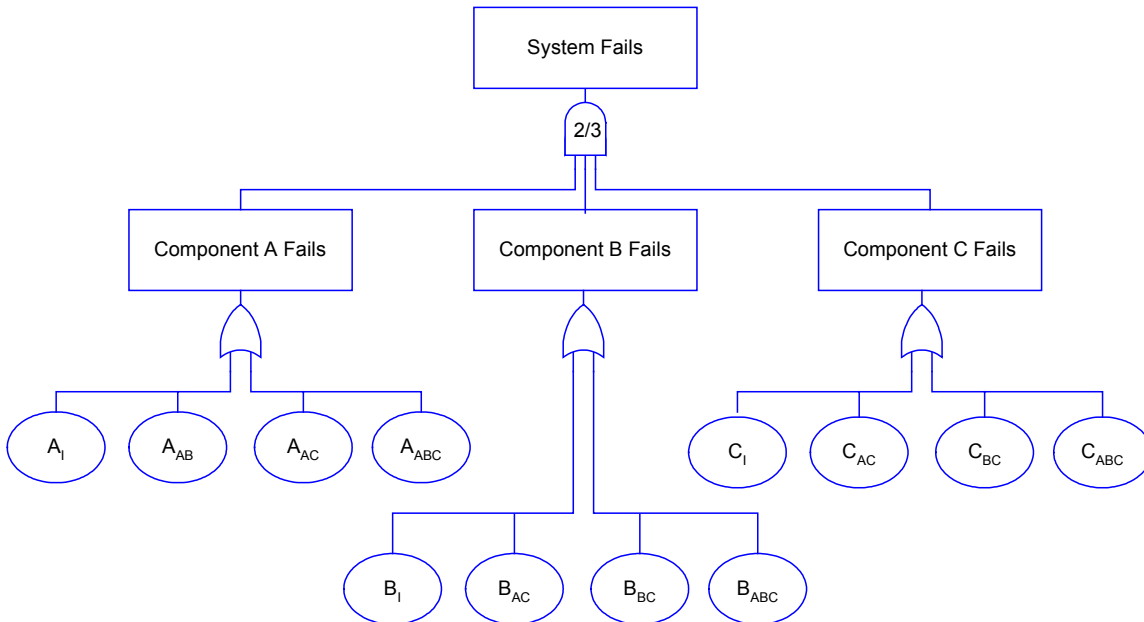 System Fails
2/3
Component A Fails
Component B Fails
Component C Fails
A_I
A_AB
A_AC
A_ABC
C_I
C_AC
C_BC
C_ABC
B_I
B_AC
B_BC
B_ABC